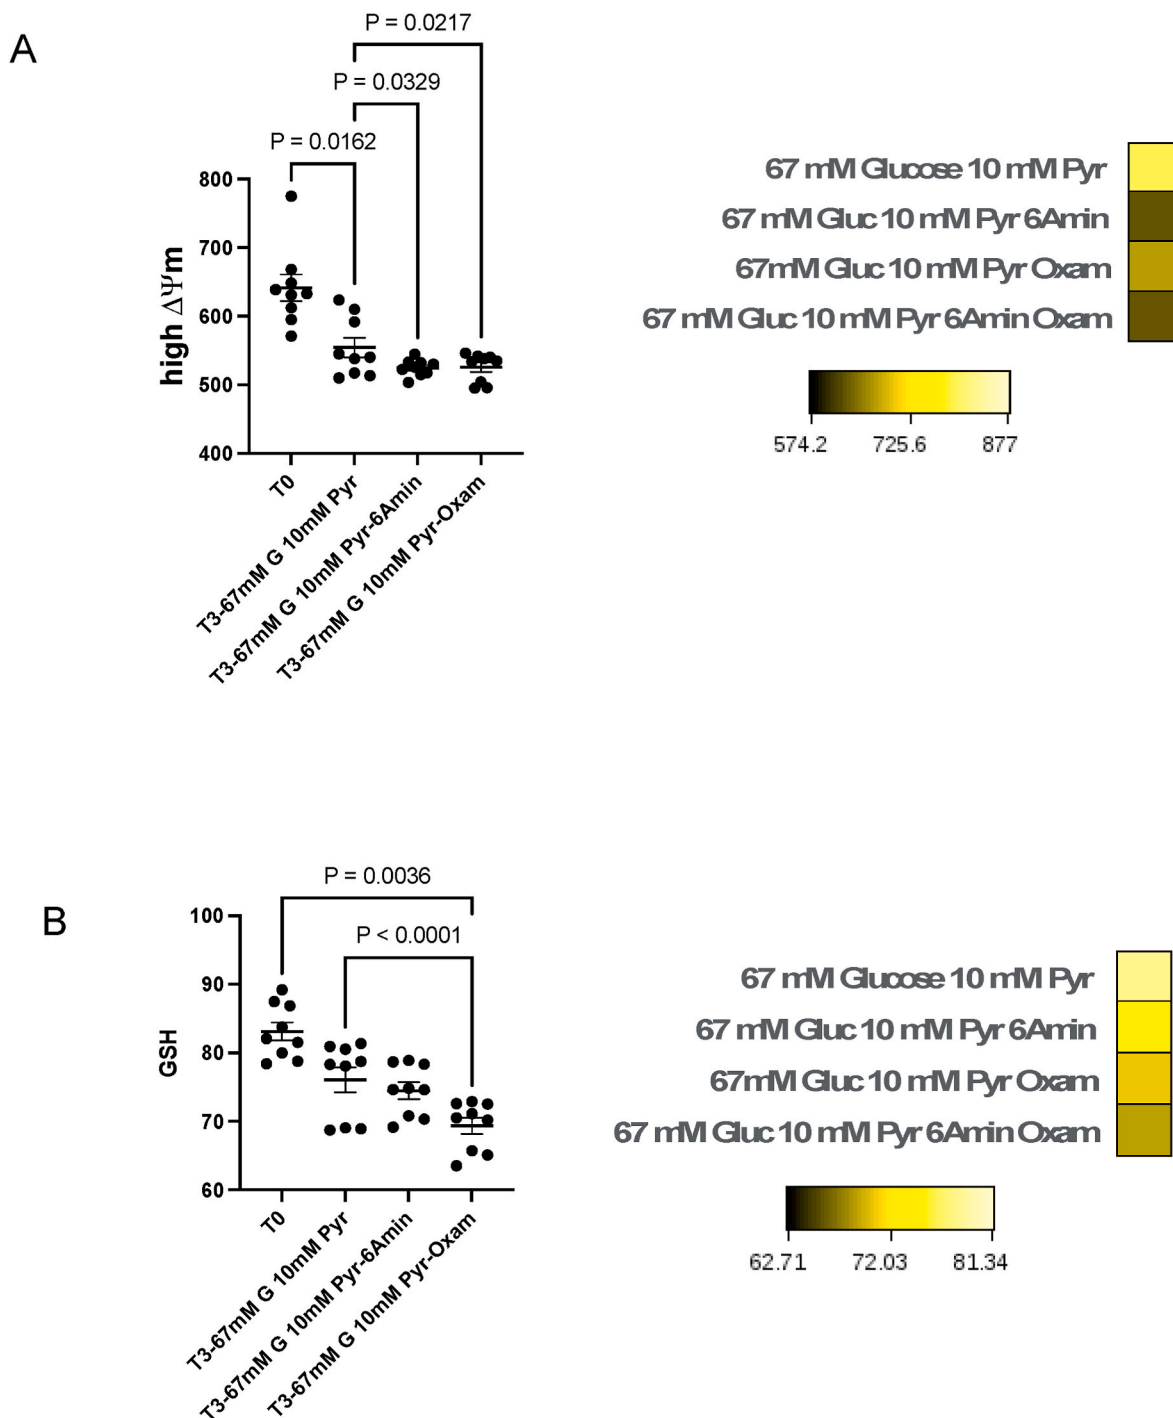 A
P = 0.0217
P = 0.0329
P = 0.0162
high ΔΨm
800
700
600
500
400
T0
T3-67mM G 10mM Pyr
T3-67mM G 10mM Pyr-6Amin
T3-67mM G 10mM Pyr-Oxam
67 mM Glucose 10 mM Pyr
67 mM Gluc 10 mM Pyr 6Amin
67mM Gluc 10 mM Pyr Oxam
67 mM Gluc 10 mM Pyr 6Amin Oxam
574.2 725.6 877
B
P = 0.0036
P < 0.0001
GSH
100
90
80
70
60
T0
T3-67mM G 10mM Pyr
T3-67mM G 10mM Pyr-6Amin
T3-67mM G 10mM Pyr-Oxam
67 mM Glucose 10 mM Pyr
67 mM Gluc 10 mM Pyr 6Amin
67mM Gluc 10 mM Pyr Oxam
67 mM Gluc 10 mM Pyr 6Amin Oxam
62.71 72.03 81.34